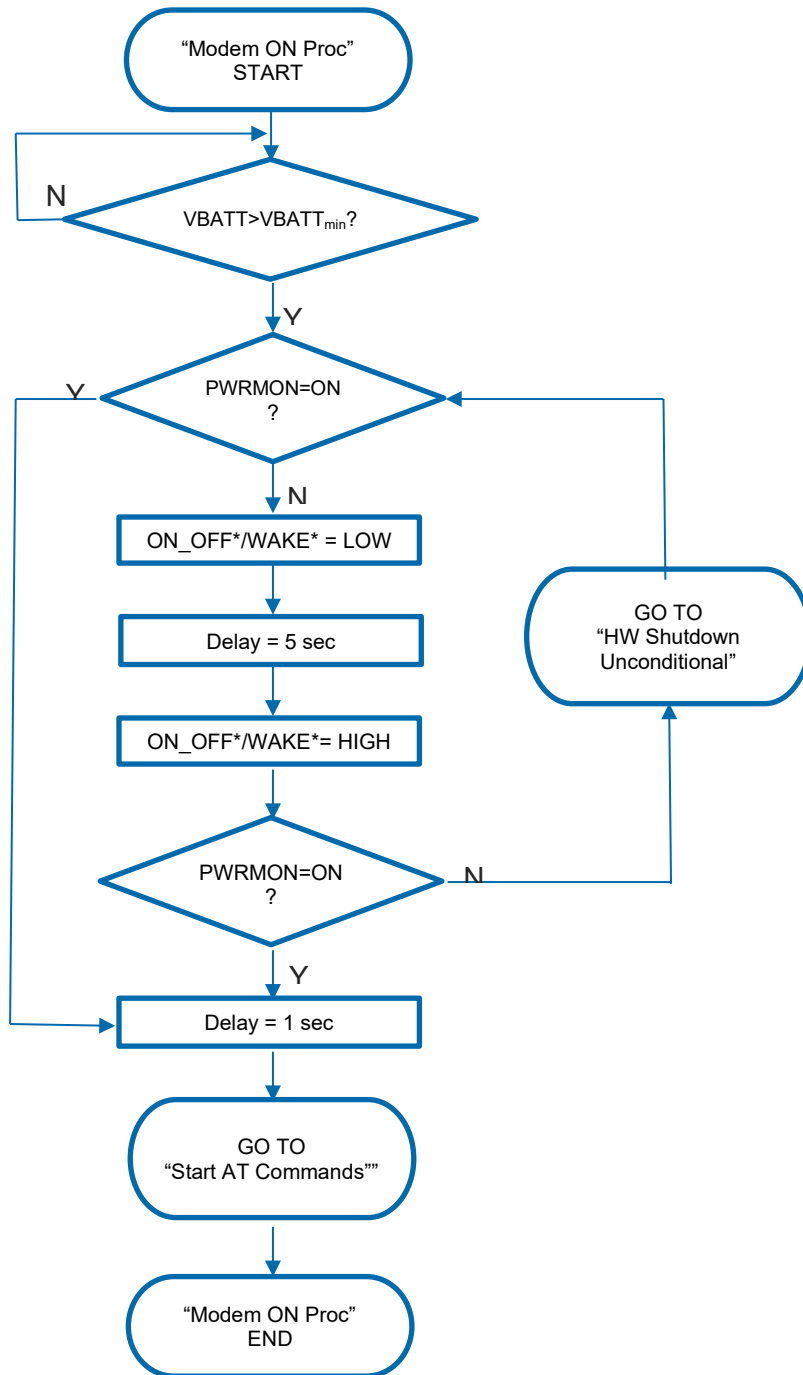 “Modem ON Proc”
START
N
VBATT>VBATTmin?
Y
Y
PWRMON=ON
?
N
ON_OFF*/WAKE* = LOW
Delay = 5 sec
GO TO
“HW Shutdown
Unconditional”
ON_OFF*/WAKE*= HIGH
PWRMON=ON
?
N
Y
Delay = 1 sec
GO TO
“Start AT Commands””
“Modem ON Proc”
END